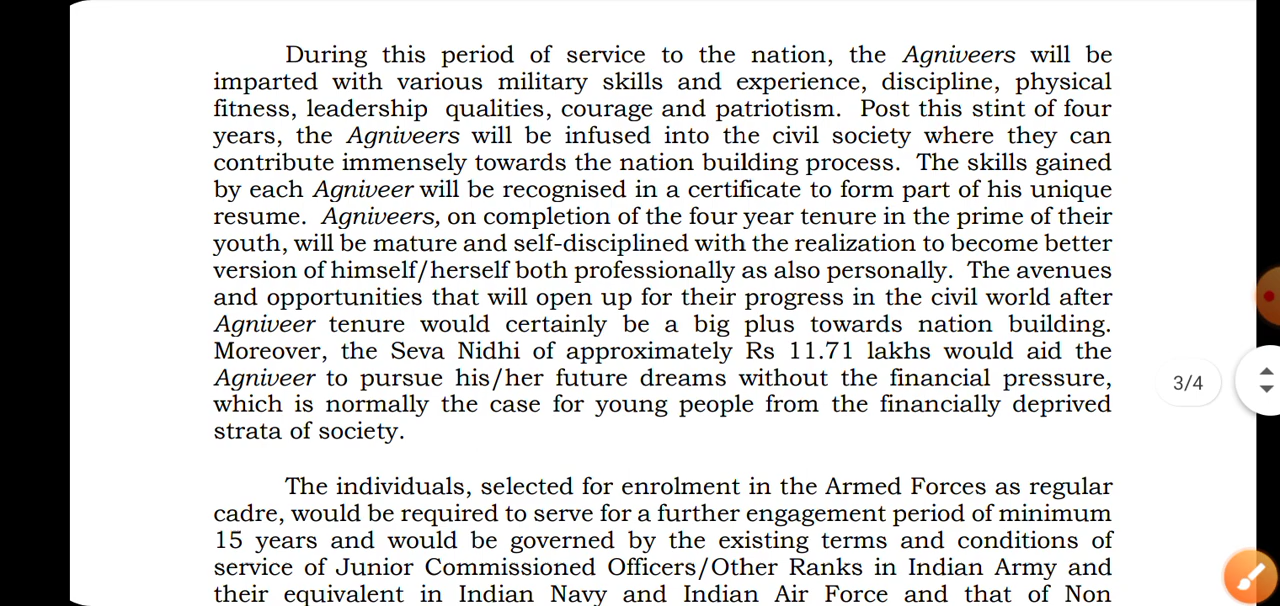 During this period of service to the nation, the Agniveers will be
imparted with various military skills and experience, discipline, physical
fitness, leadership qualities, courage and patriotism. Post this stint of four
years, the Agniveers will be infused into the civil society where they can
contribute immensely towards the nation building process. The skills gained
by each Agniveer will be recognised in a certificate to form part of his unique
resume. Agniveers, on completion of the four year tenure in the prime of their
youth, will be mature and self-disciplined with the realization to become better
version of himself/herself both professionally as also personally. The avenues
and opportunities that will open up for their progress in the civil world after
Agniveer tenure would certainly be a big plus towards nation building.
Moreover, the Seva Nidhi of approximately Rs 11.71 lakhs would aid the
Agniveer to pursue his/her future dreams without the financial pressure,
which is normally the case for young people from the financially deprived
strata of society.
The individuals, selected for enrolment in the Armed Forces as regular
cadre, would be required to serve for a further engagement period of minimum
15 years and would be governed by the existing terms and conditions of
service of Junior Commissioned Officers/Other Ranks in Indian Army and
their equivalent in Indian Navy and Indian Air Force and that of Non
3/4